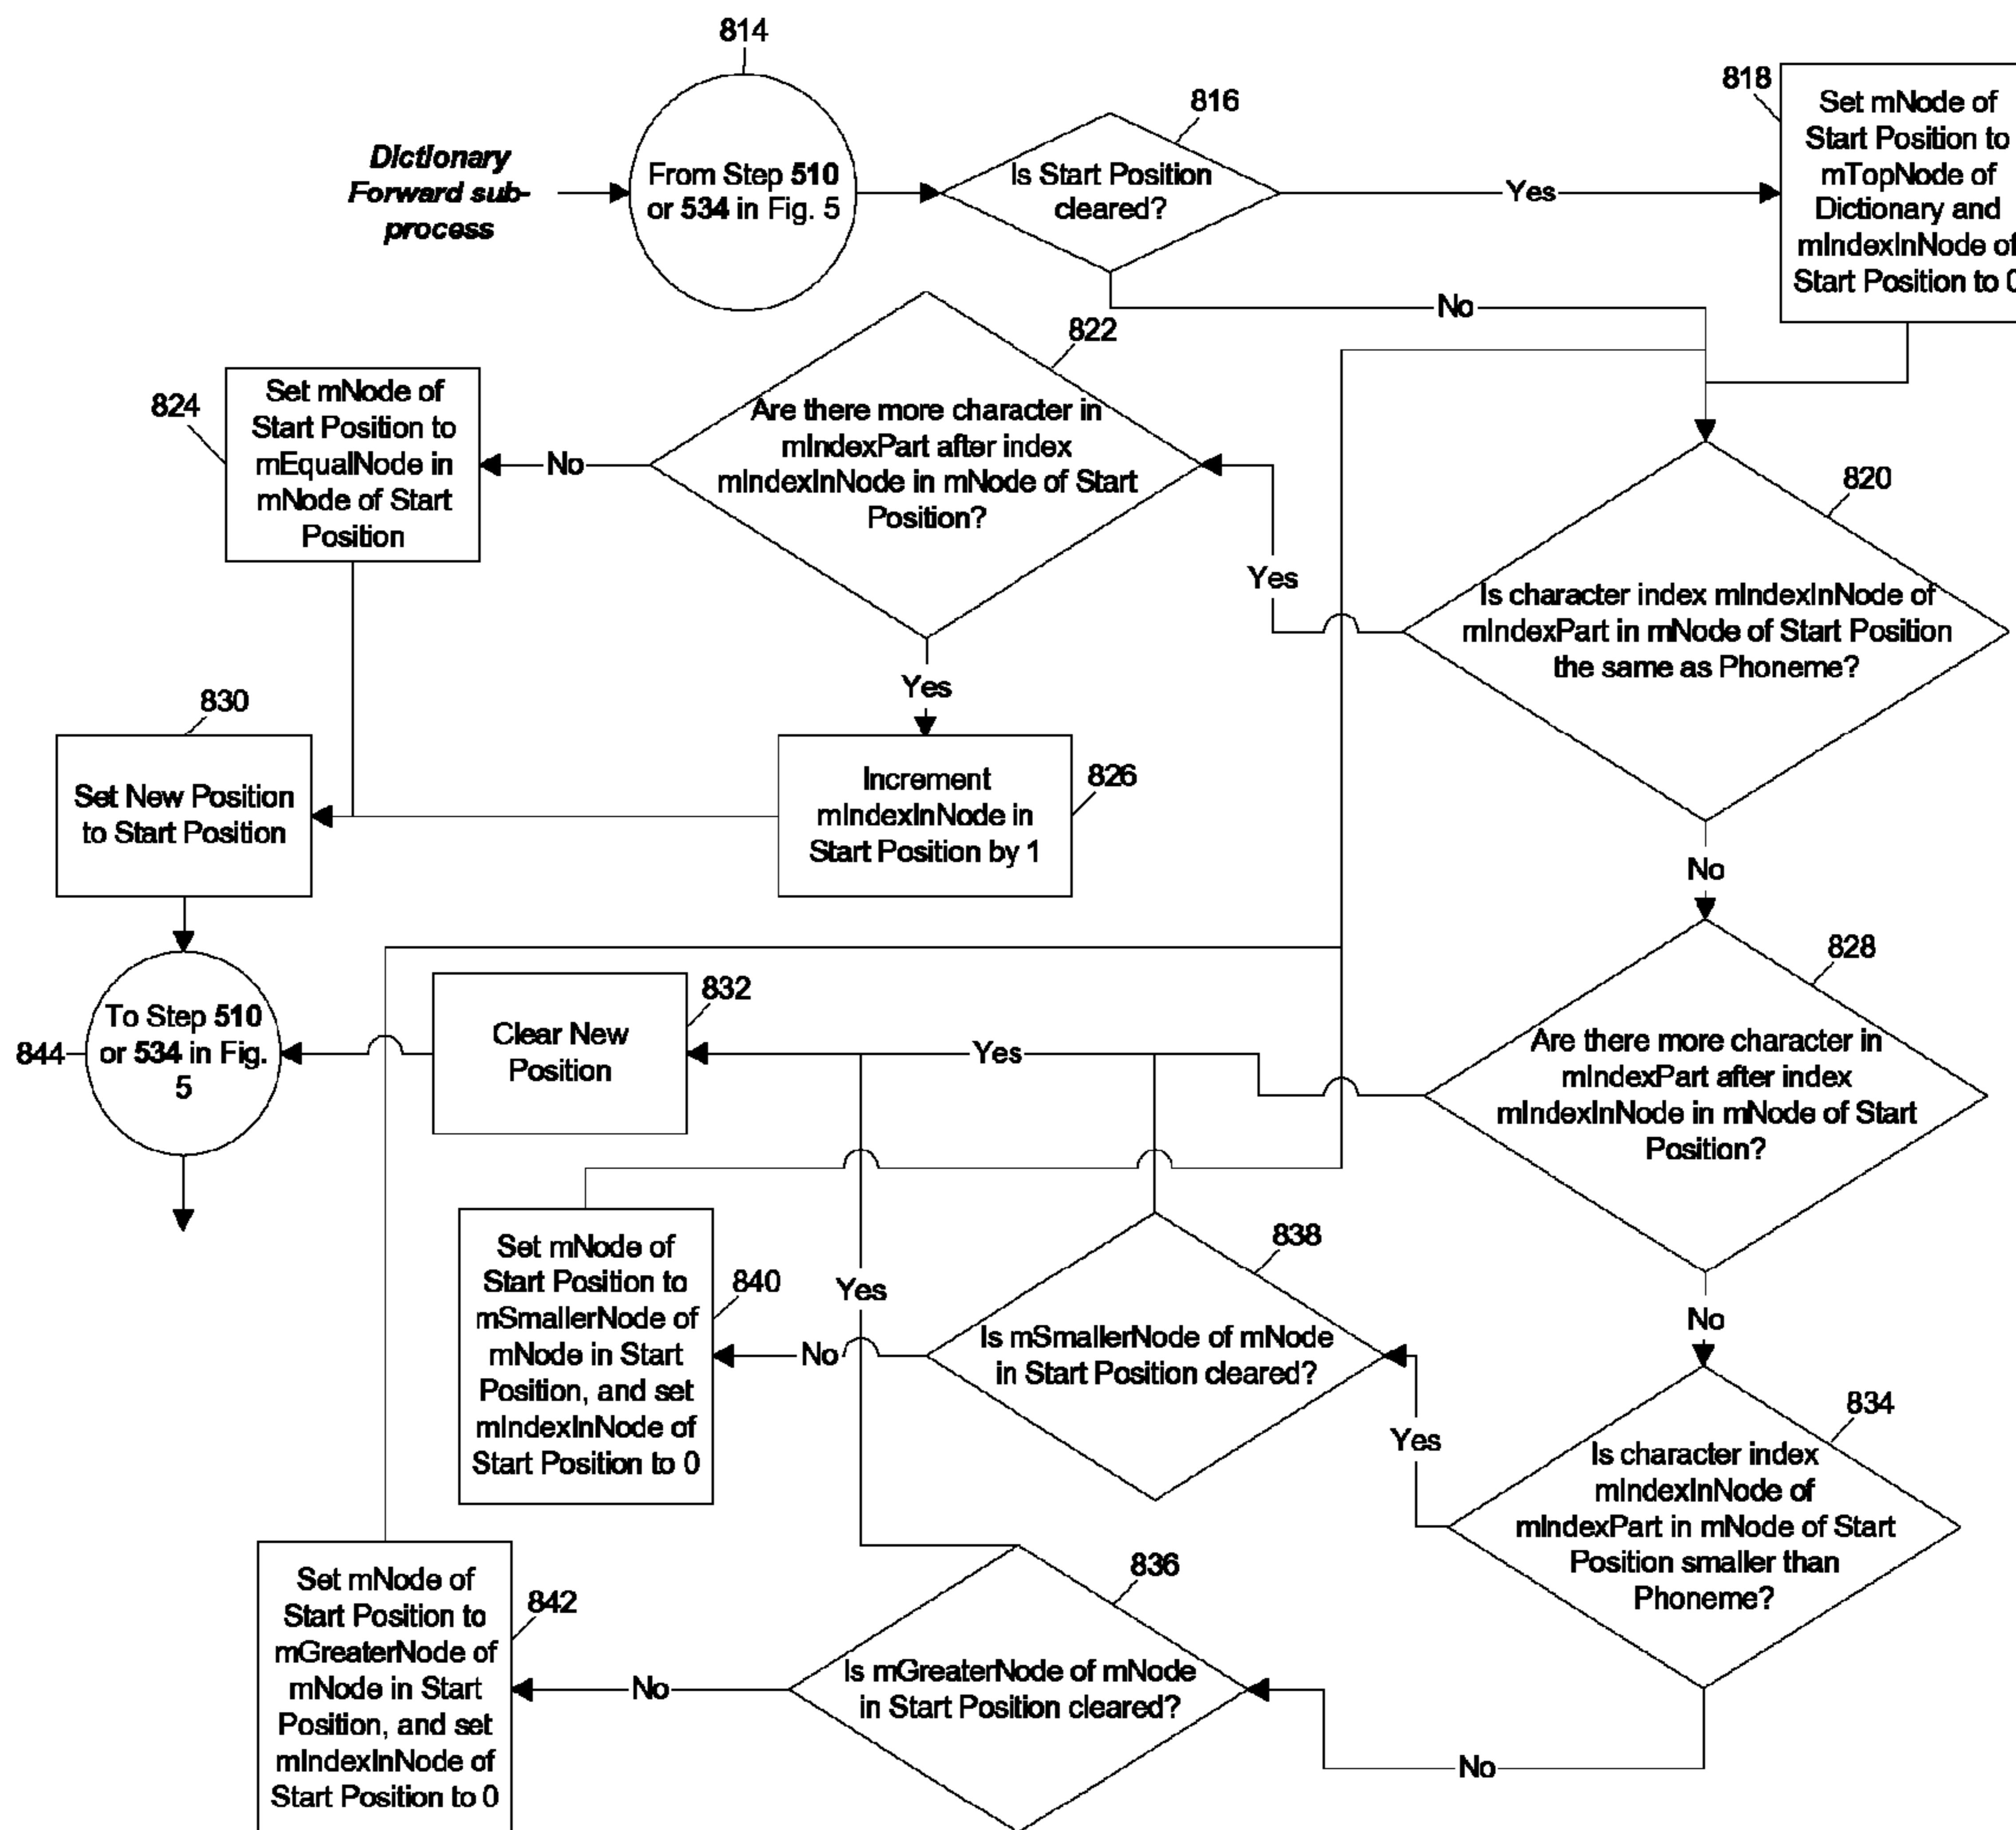 814
Dictionary
Forward sub-
process
From Step 510
or 534 in Fig. 5
816
Is Start Position
cleared?
Yes
818
Set mNode of
Start Position to
mTopNode of
Dictionary and
mIndexInNode of
Start Position to 0
No
822
Are there more character in
mIndexPart after index
mIndexInNode in mNode of Start
Position?
824
Set mNode of
Start Position to
mEqualNode in
mNode of Start
Position
No
Yes
820
Is character index mIndexInNode of
mIndexPart in mNode of Start Position
the same as Phoneme?
Yes
830
Set New Position
to Start Position
Increment
mIndexInNode in
Start Position by 1
826
No
828
Are there more character in
mIndexPart after index
mIndexInNode in mNode of Start
Position?
832
Clear New
Position
Yes
844
To Step 510
or 534 in Fig.
5
838
Is mSmallerNode of mNode
in Start Position cleared?
No
840
Set mNode of
Start Position to
mSmallerNode of
mNode in Start
Position, and set
mIndexInNode of
Start Position to 0
Yes
No
834
Is character index
mIndexInNode of
mIndexPart in mNode of Start
Position smaller than
Phoneme?
Yes
836
Is mGreaterNode of mNode
in Start Position cleared?
No
842
Set mNode of
Start Position to
mGreaterNode of
mNode in Start
Position, and set
mIndexInNode of
Start Position to 0
No